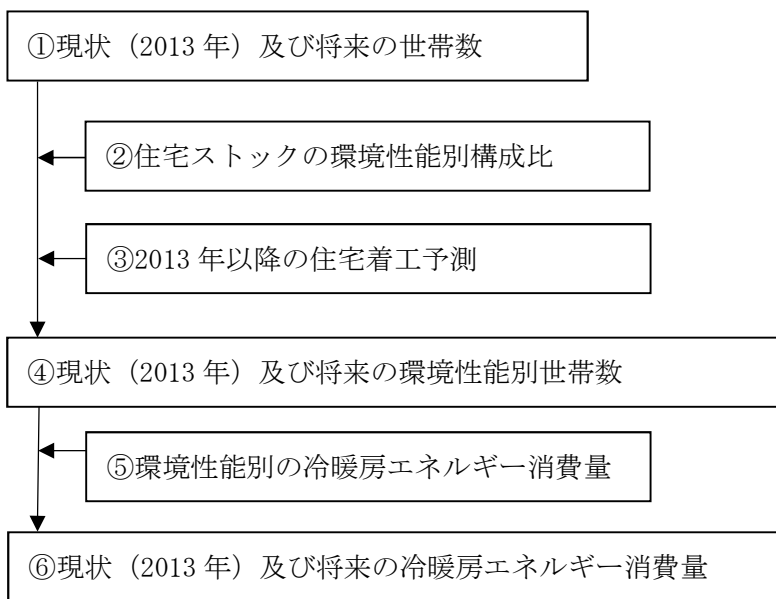 ①現状（2013 年）及び将来の世帯数
②住宅ストックの環境性能別構成比
③2013 年以降の住宅着工予測
④現状（2013 年）及び将来の環境性能別世帯数
⑤環境性能別の冷暖房エネルギー消費量
⑥現状（2013 年）及び将来の冷暖房エネルギー消費量